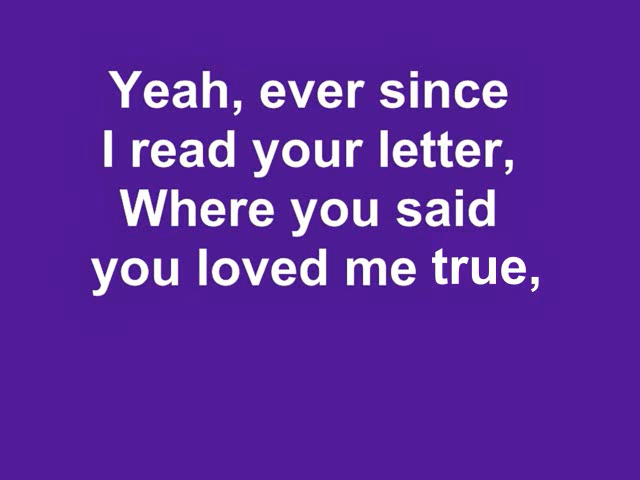 Yeah, ever since
I read your letter,
Where you said
you loved me true,